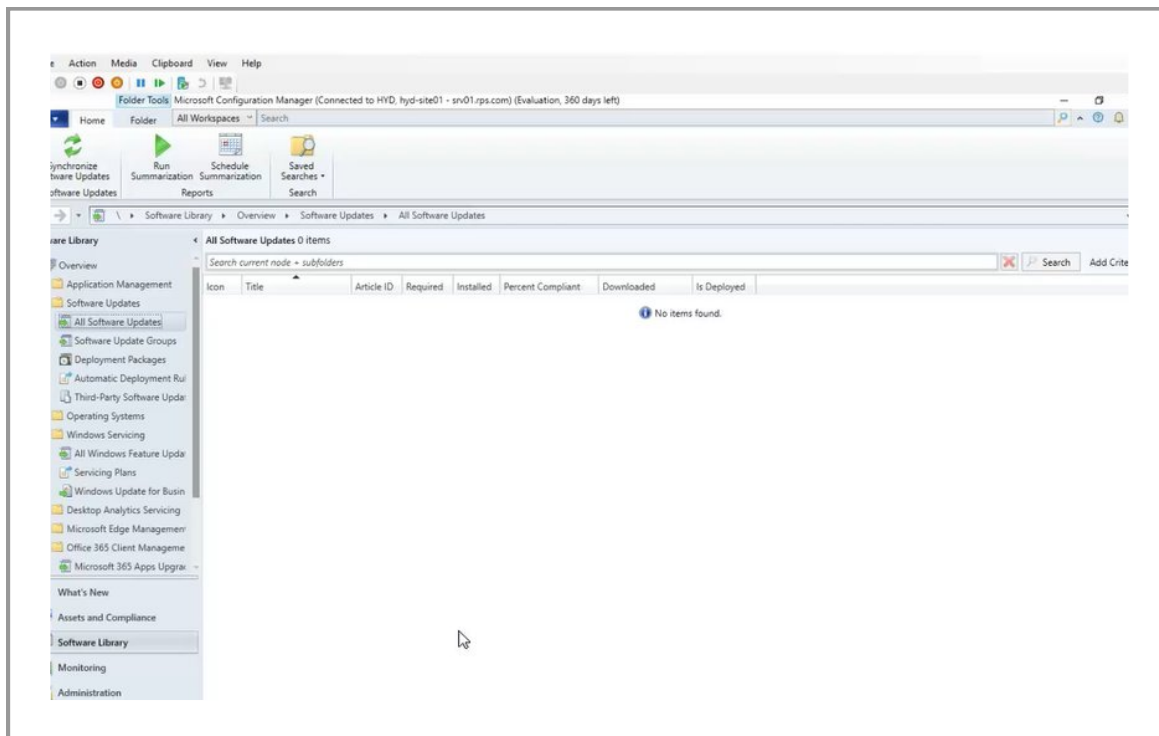 Action Media Clipboard View Help
Folder Tools Microsoft Configuration Manager (Connected to HYD, hyd-site01 - srv01.rps.com) (Evaluation, 360 days left)
Home Folder All Workspaces Search
Synchronize Run Schedule Saved
tware Updates Summarization Summarization Searches
oftware Updates Reports Search
\ Software Library Overview Software Updates All Software Updates
vare Library All Software Updates 0 items
Overview Search current node + subfolders Search Add Crite
Application Management Icon Title Article ID Required Installed Percent Compliant Downloaded Is Deployed
Software Updates No items found.
All Software Updates
Software Update Groups
Deployment Packages
Automatic Deployment Rul
Third-Party Software Upda
Operating Systems
Windows Servicing
All Windows Feature Upda
Servicing Plans
Windows Update for Busin
Desktop Analytics Servicing
Microsoft Edge Managemen
Office 365 Client Manageme
Microsoft 365 Apps Upgra
What's New
Assets and Compliance
Software Library
Monitoring
Administration